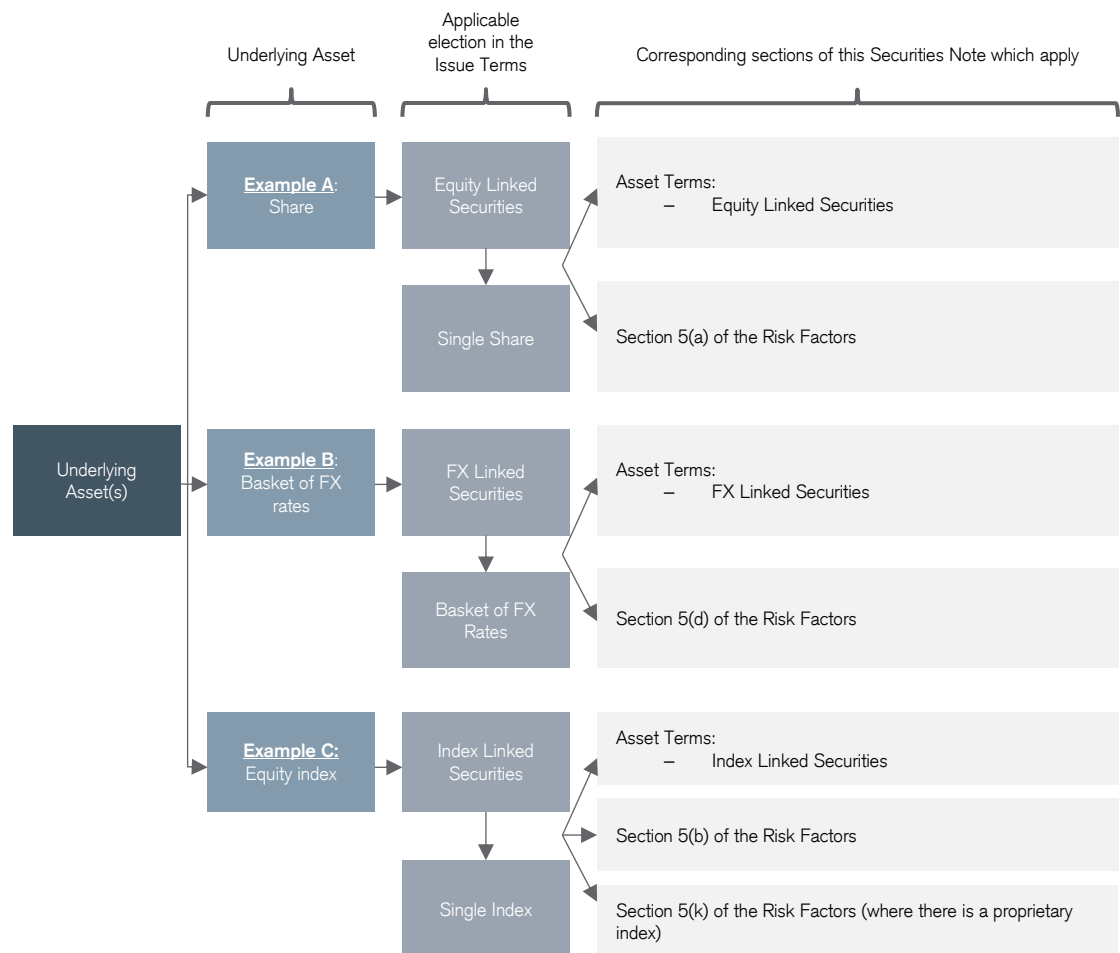 Underlying Asset
Applicable
election in the
Issue Terms
Corresponding sections of this Securities Note which apply
Underlying
Asset(s)
Example A:
Share
Equity Linked
Securities
Single Share
Asset Terms:
– Equity Linked Securities
Section 5(a) of the Risk Factors
Example B:
Basket of FX
rates
FX Linked
Securities
Basket of FX
Rates
Asset Terms:
– FX Linked Securities
Section 5(d) of the Risk Factors
Example C:
Equity index
Index Linked
Securities
Single Index
Asset Terms:
– Index Linked Securities
Section 5(b) of the Risk Factors
Section 5(k) of the Risk Factors (where there is a proprietary
index)